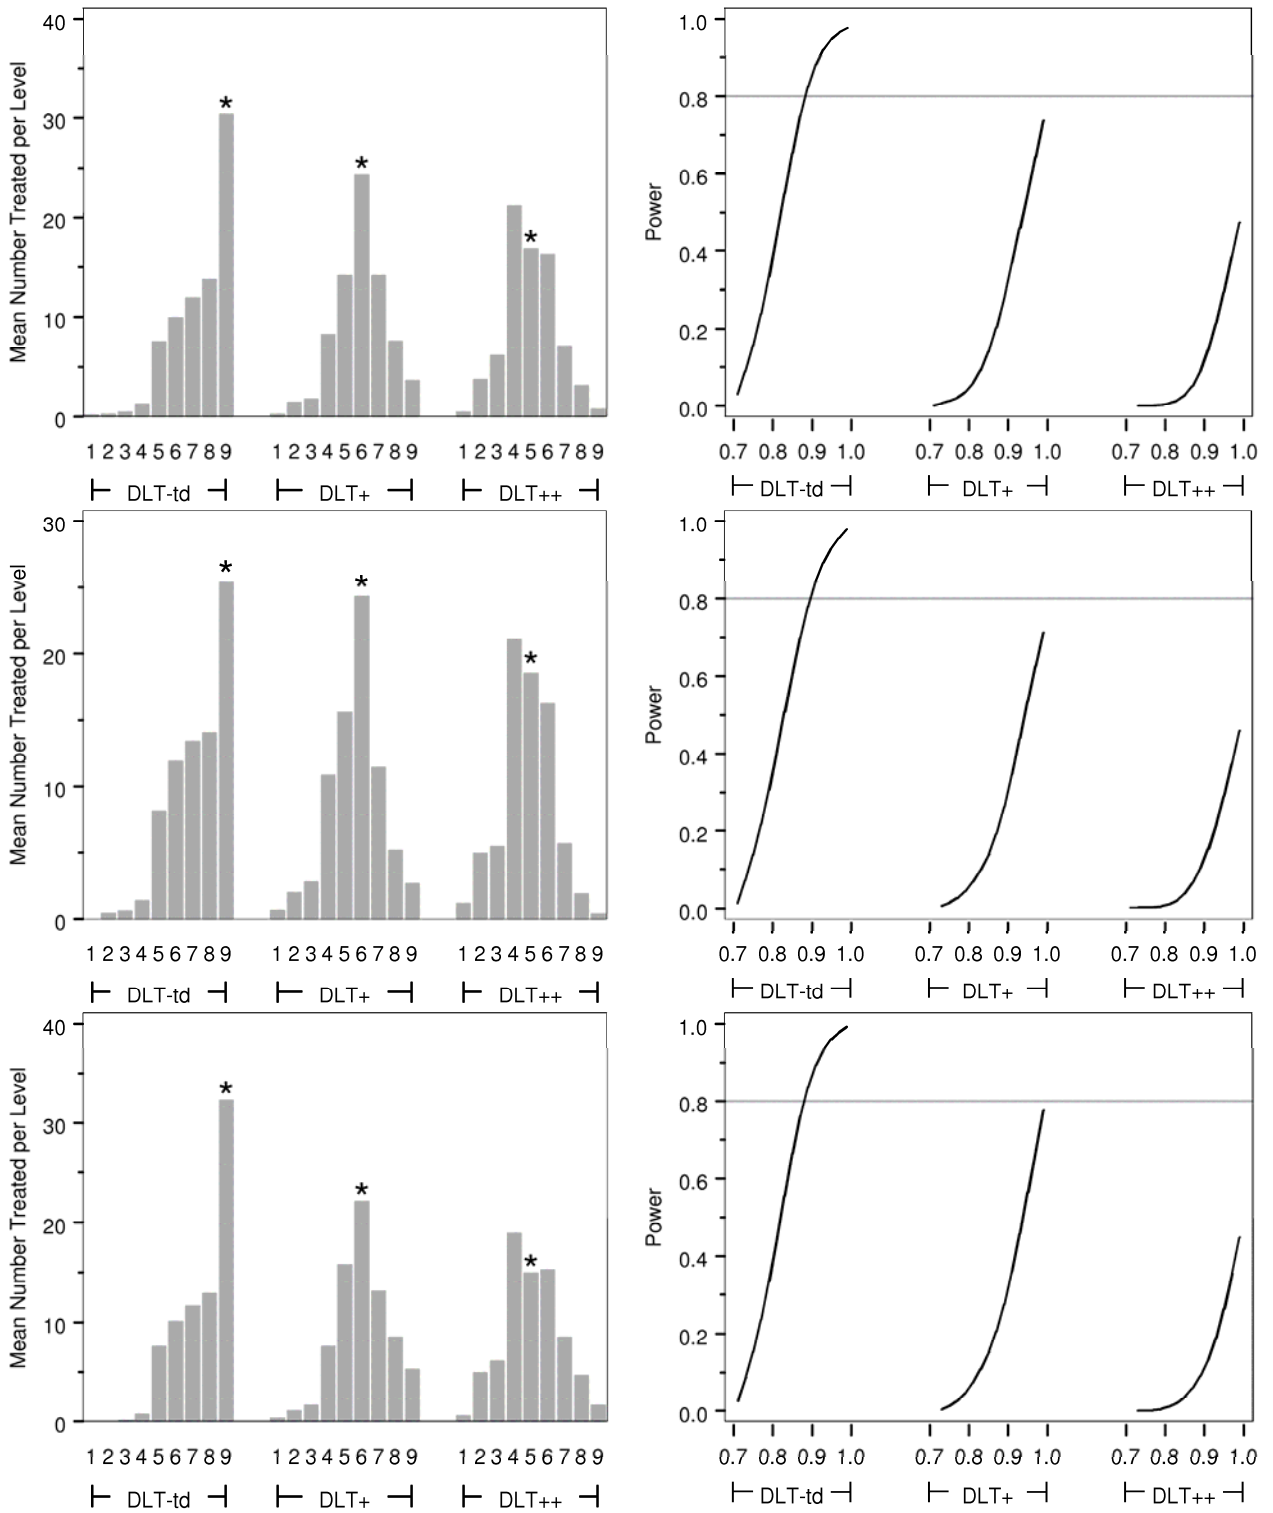 Mean Number Treated per Level
40
30
20
10
0
* * *
1 2 3 4 5 6 7 8 9 1 2 3 4 5 6 7 8 9 1 2 3 4 5 6 7 8 9
DLT-td DLT+ DLT++
Power
1.0
0.8
0.6
0.4
0.2
0.0
0.7 0.8 0.9 1.0 0.7 0.8 0.9 1.0 0.7 0.8 0.9 1.0
DLT-td DLT+ DLT++
Mean Number Treated per Level
30
20
10
0
* * *
1 2 3 4 5 6 7 8 9 1 2 3 4 5 6 7 8 9 1 2 3 4 5 6 7 8 9
DLT-td DLT+ DLT++
Power
1.0
0.8
0.6
0.4
0.2
0.0
0.7 0.8 0.9 1.0 0.7 0.8 0.9 1.0 0.7 0.8 0.9 1.0
DLT-td DLT+ DLT++
Mean Number Treated per Level
40
30
20
10
0
* * *
1 2 3 4 5 6 7 8 9 1 2 3 4 5 6 7 8 9 1 2 3 4 5 6 7 8 9
DLT-td DLT+ DLT++
Power
1.0
0.8
0.6
0.4
0.2
0.0
0.7 0.8 0.9 1.0 0.7 0.8 0.9 1.0 0.7 0.8 0.9 1.0
DLT-td DLT+ DLT++